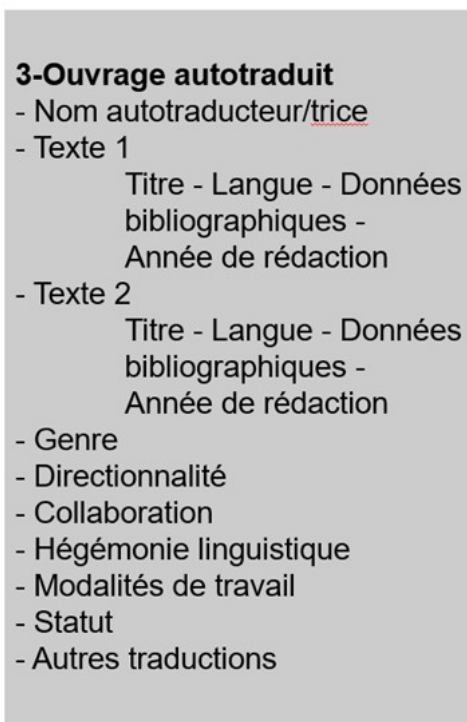 3-Ouvrage autotraduit
- Nom autotraducteur/trice
- Texte 1
Titre - Langue - Données
bibliographiques -
Année de rédaction
- Texte 2
Titre - Langue - Données
bibliographiques -
Année de rédaction
- Genre
- Directionnalité
- Collaboration
- Hégémonie linguistique
- Modalités de travail
- Statut
- Autres traductions